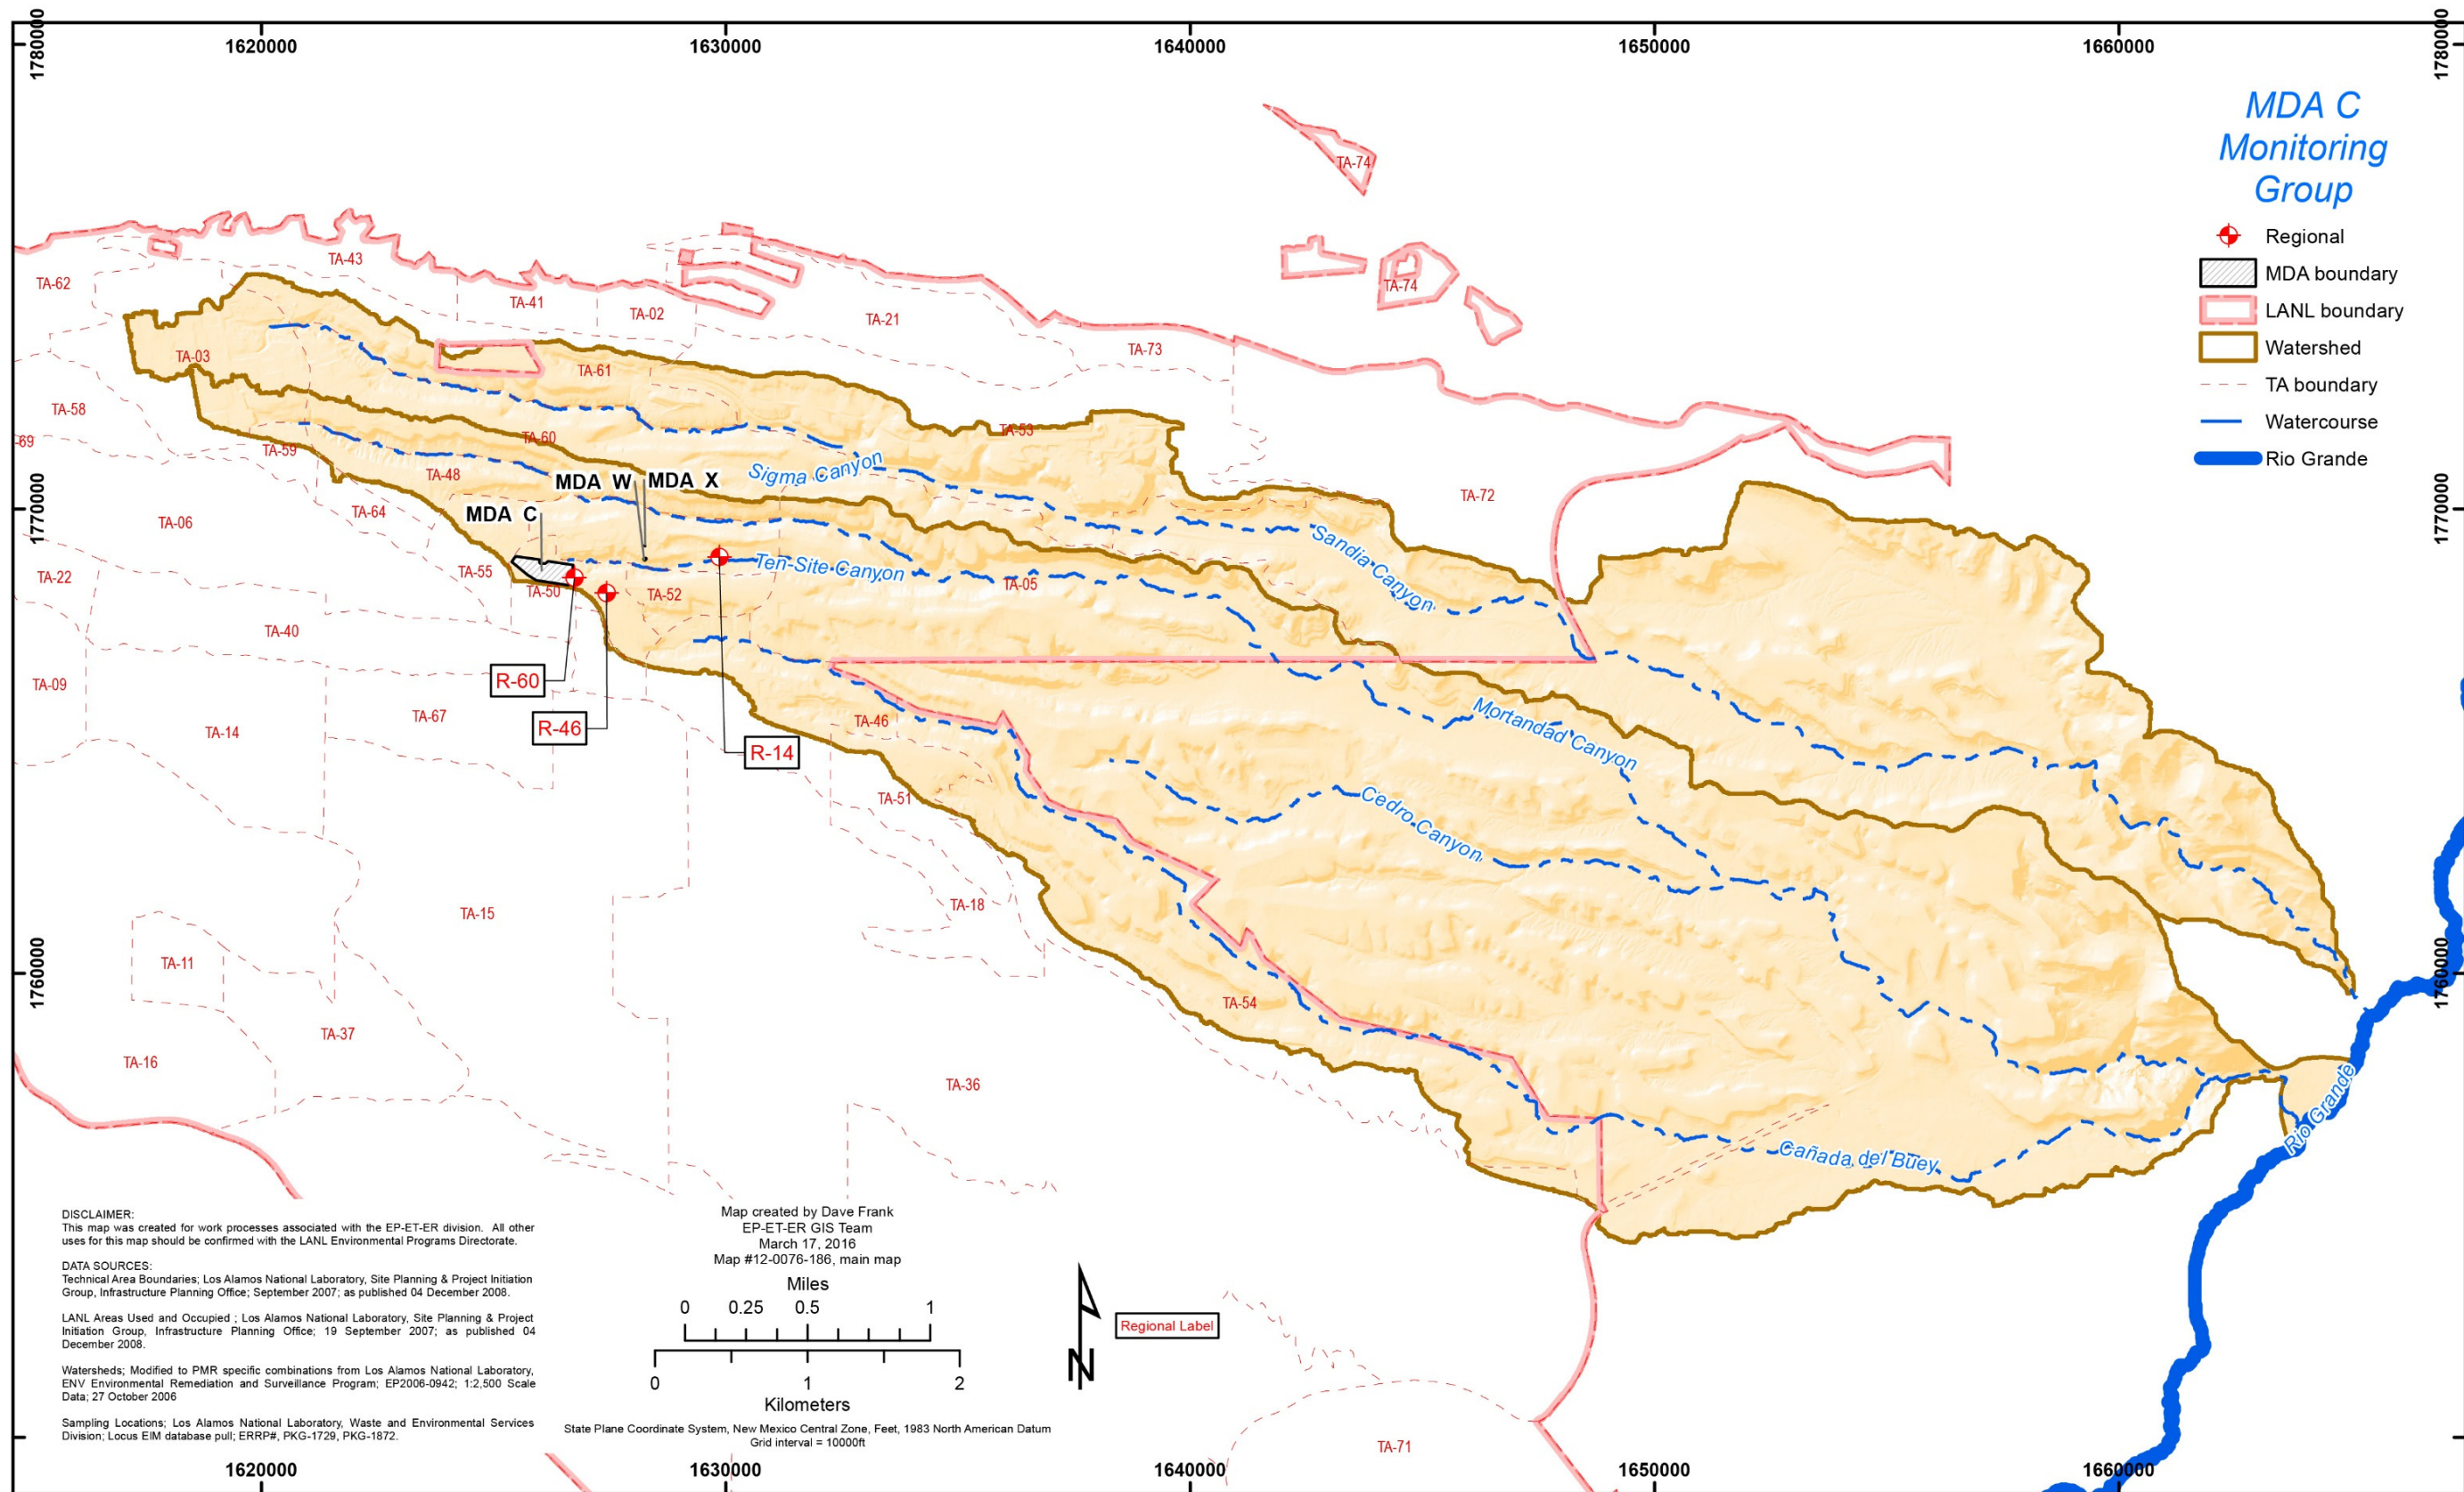 1620000
1630000
1640000
1650000
1660000
1780000
1780000
MDA C
Monitoring
Group
Regional
MDA boundary
LANL boundary
Watershed
TA boundary
Watercourse
Rio Grande
TA-74
TA-74
TA-43
TA-62
TA-41
TA-02
TA-21
TA-73
TA-03
TA-61
TA-58
TA-53
-69
TA-60
TA-59
TA-48
Sigma Canyon
MDA W
MDA X
TA-72
1770000
1770000
MDA C
TA-06
TA-64
Sandia Canyon
TA-55
TA-22
TA-50
TA-52
Ten-Site Canyon
TA-05
TA-40
R-60
TA-09
TA-14
TA-67
R-46
TA-46
R-14
Mortandad Canyon
TA-51
Cedro Canyon
TA-15
TA-18
TA-11
1760000
1760000
TA-54
TA-37
TA-16
TA-36
Rio Grande
Cañada del Buey
DISCLAIMER:
This map was created for work processes associated with the EP-ET-ER division. All other
uses for this map should be confirmed with the LANL Environmental Programs Directorate.
DATA SOURCES:
Technical Area Boundaries; Los Alamos National Laboratory, Site Planning & Project Initiation
Group, Infrastructure Planning Office; September 2007; as published 04 December 2008.
LANL Areas Used and Occupied ; Los Alamos National Laboratory, Site Planning & Project
Initiation Group, Infrastructure Planning Office; 19 September 2007; as published 04
December 2008.
Watersheds; Modified to PMR specific combinations from Los Alamos National Laboratory,
ENV Environmental Remediation and Surveillance Program; EP2006-0942; 1:2,500 Scale
Data; 27 October 2006
Sampling Locations; Los Alamos National Laboratory, Waste and Environmental Services
Division; Locus EIM database pull; ERRP#, PKG-1729, PKG-1872.
Map created by Dave Frank
EP-ET-ER GIS Team
March 17, 2016
Map #12-0076-186, main map
Miles
0 0.25 0.5 1
0 1 2
Kilometers
State Plane Coordinate System, New Mexico Central Zone, Feet, 1983 North American Datum
Grid interval = 10000ft
N
Regional Label
TA-71
1620000
1630000
1640000
1650000
1660000